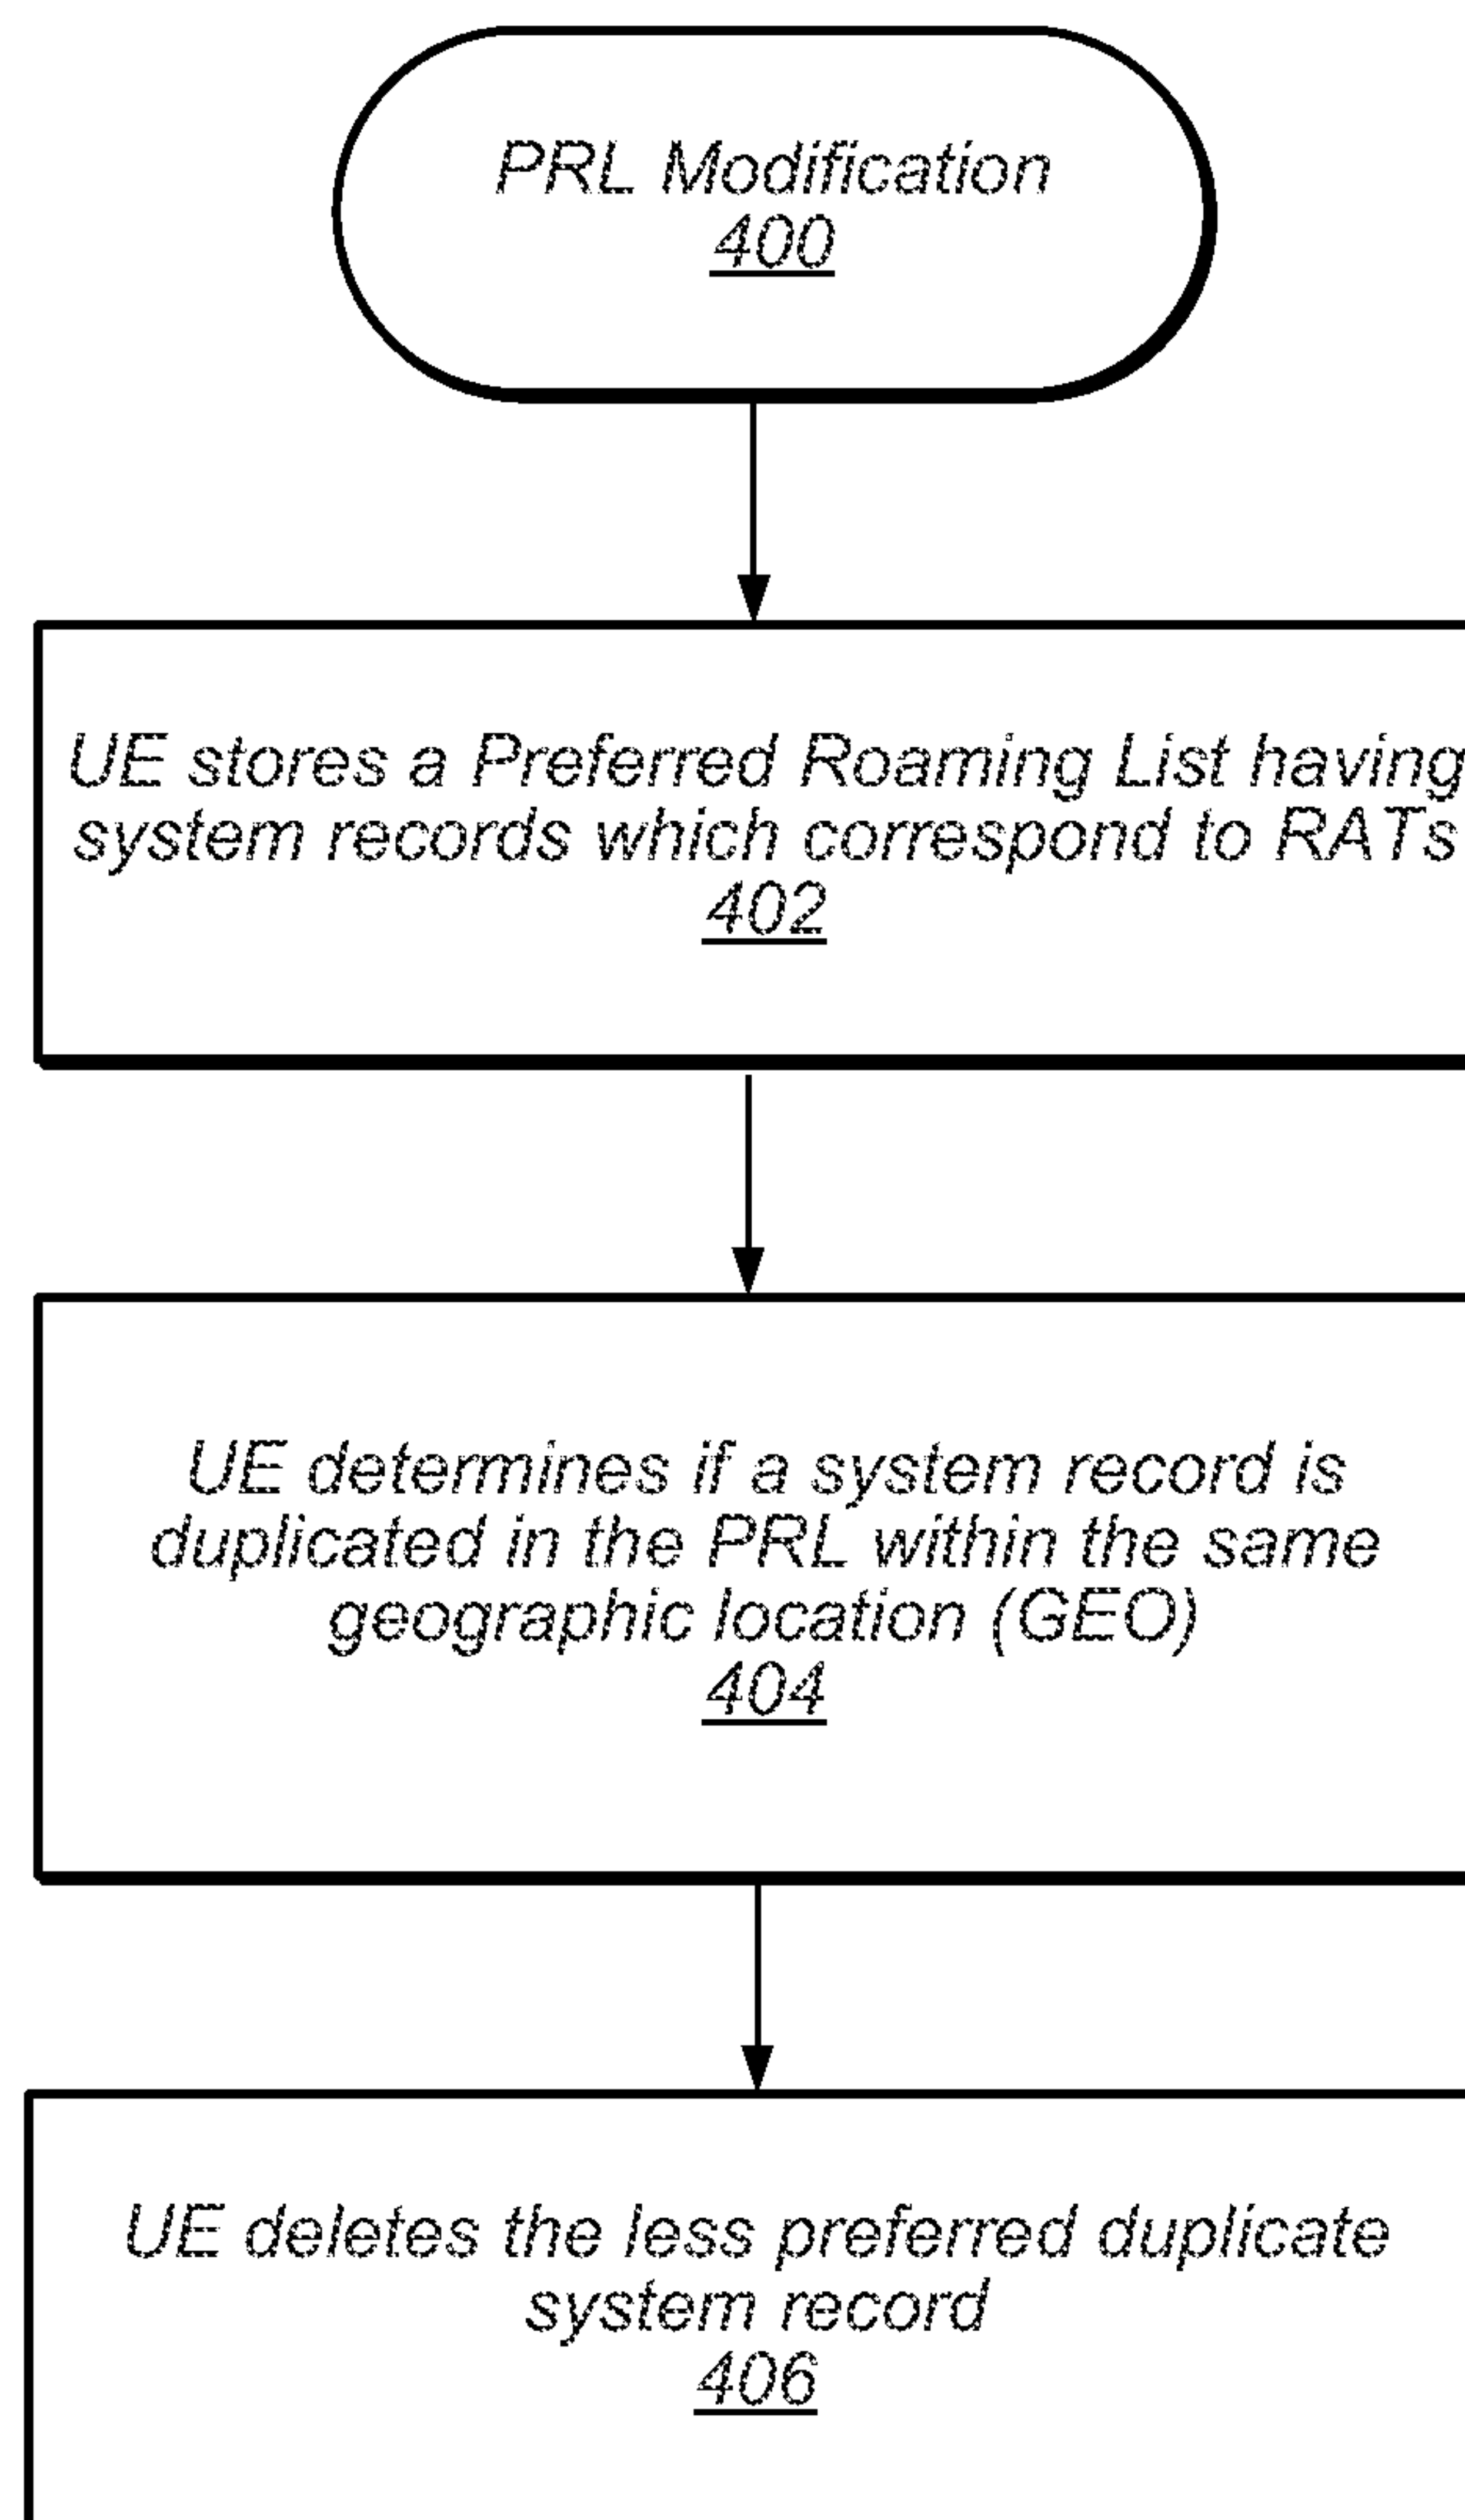 PRL Modification
400
UE stores a Preferred Roaming List having
system records which correspond to RATs
402
UE determines if a system record is
duplicated in the PRL within the same
geographic location (GEO)
404
UE deletes the less preferred duplicate
system record
406